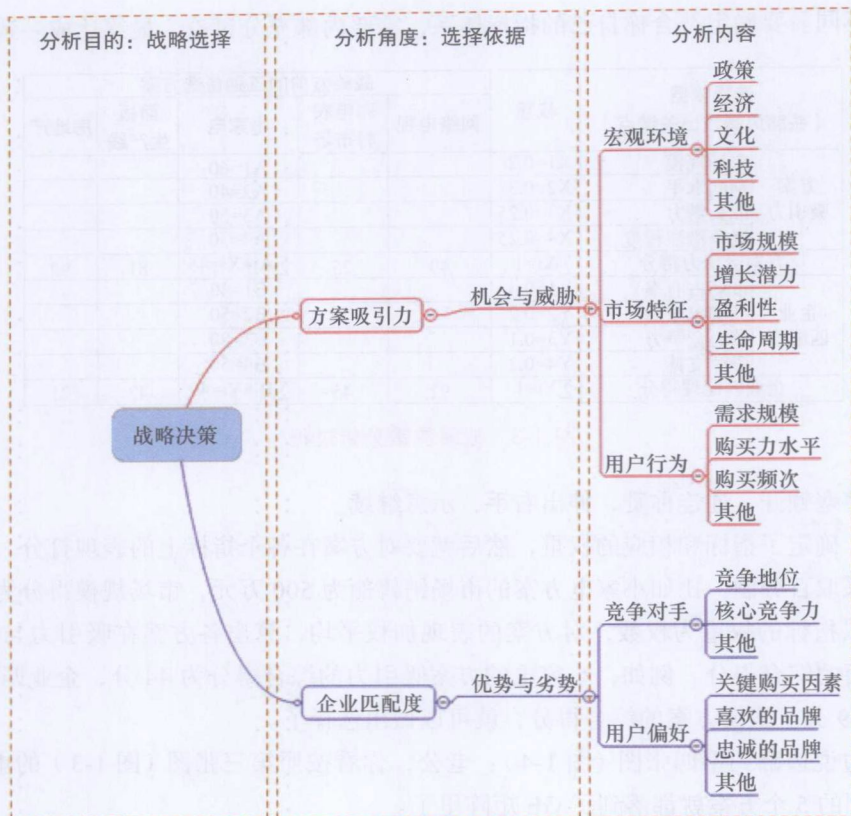 分析目的：战略选择
分析角度：选择依据
分析内容
战略决策
方案吸引力
机会与威胁
宏观环境
政策
经济
文化
科技
其他
市场特征
市场规模
增长潜力
盈利性
生命周期
其他
用户行为
需求规模
购买力水平
购买频次
其他
企业匹配度
优势与劣势
竞争对手
竞争地位
核心竞争力
其他
用户偏好
关键购买因素
喜欢的品牌
忠诚的品牌
其他